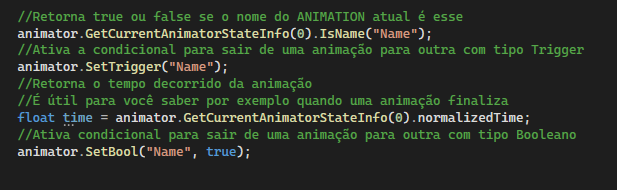 //Retorna true ou false se o nome do ANIMATION atual é esse
animator.GetCurrentAnimatorStateInfo(0).IsName("Name");
//Ativa a condicional para sair de uma animação para outra com tipo Trigger
animator.SetTrigger("Name");
//Retorna o tempo decorrido da animação
//É útil para você saber por exemplo quando uma animação finaliza
float time = animator.GetCurrentAnimatorStateInfo(0).normalizedTime;
//Ativa condicional para sair de uma animação para outra com tipo Booleano
animator.SetBool("Name", true);